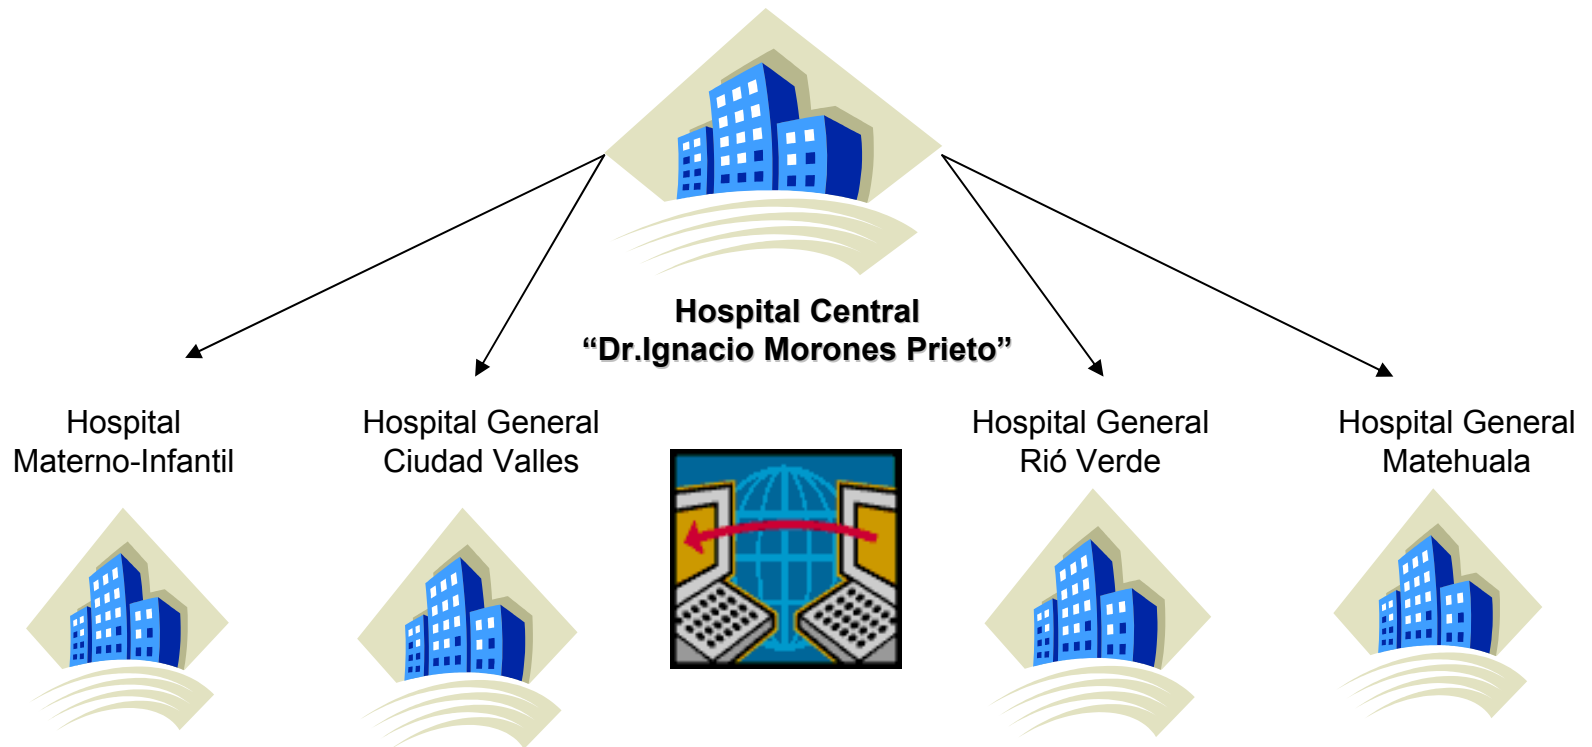 Hospital Central
“Dr.Ignacio Morones Prieto”
Hospital
Materno-Infantil
Hospital General
Ciudad Valles
Hospital General
Rió Verde
Hospital General
Matehuala